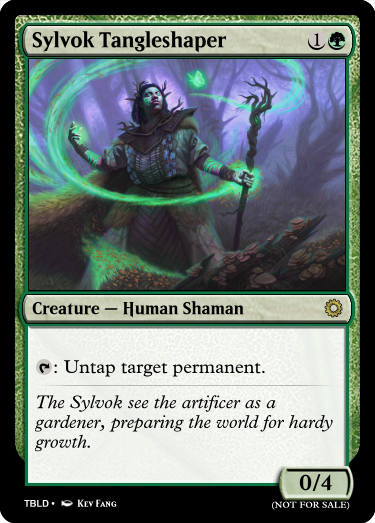 Sylvok Tangleshaper 1
Creature — Human Shaman
: Untap target permanent.
The Sylvok see the artificer as a
gardener, preparing the world for hardy
growth.
0/4
TBLD • Kev Fang
(NOT FOR SALE)